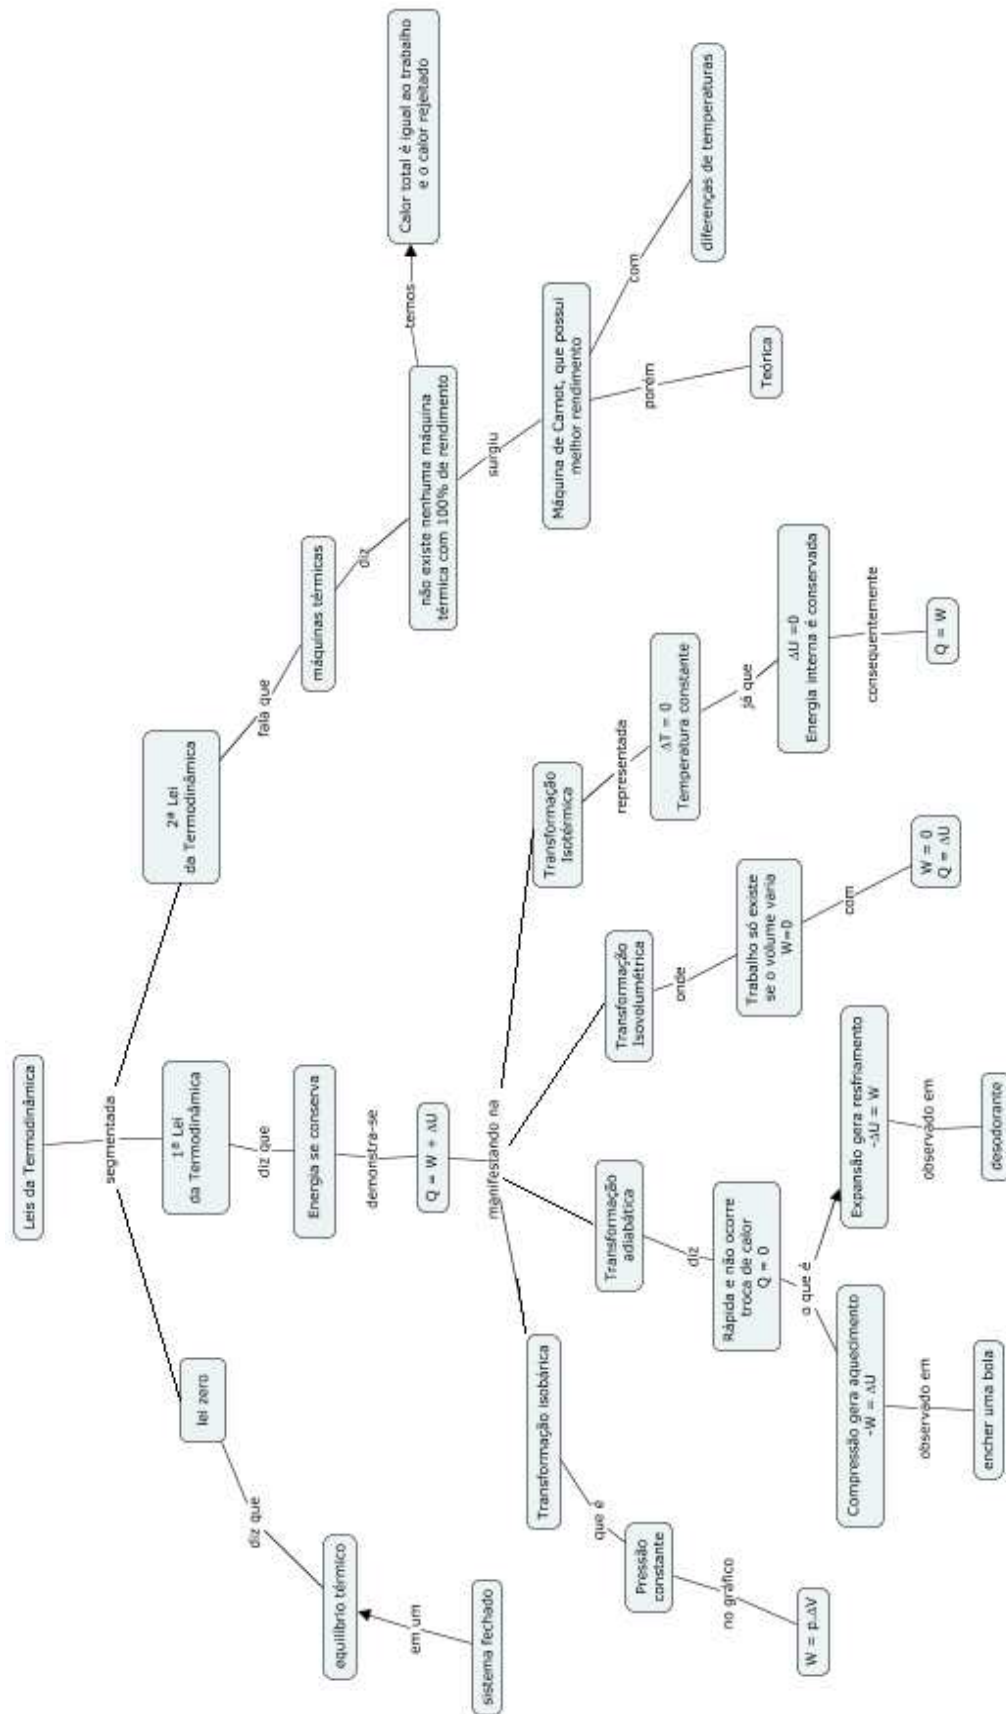 Leis da Termodinâmica
segmentada
lei zero
diz que
equilíbrio térmico
em um
sistema fechado
1ª Lei
da Termodinâmica
diz que
Energia se conserva
demonstra-se
Q = W + ΔU
manifestando na
Transformação isobárica
que é
Pressão
constante
no gráfico
W = p.ΔV
Transformação
adiabática
diz
Rápida e não ocorre
troca de calor
Q = 0
o que é
Compressão gera aquecimento
-W = ΔU
observado em
encher uma bola
Expansão gera resfriamento
-ΔU = W
observado em
desodorante
Transformação
Isovolumétrica
onde
Trabalho só existe
se o volume varia
W=0
com
W = 0
Q = ΔU
Transformação
Isotérmica
representada
ΔT = 0
Temperatura constante
já que
ΔU =0
Energia interna é conservada
consequentemente
Q = W
2ª Lei
da Termodinâmica
fala que
máquinas térmicas
diz
não existe nenhuma máquina
térmica com 100% de rendimento
temos
Calor total é igual ao trabalho
e o calor rejeitado
surgiu
Máquina de Carnot, que possui
melhor rendimento
porém
Teórica
com
diferenças de temperaturas